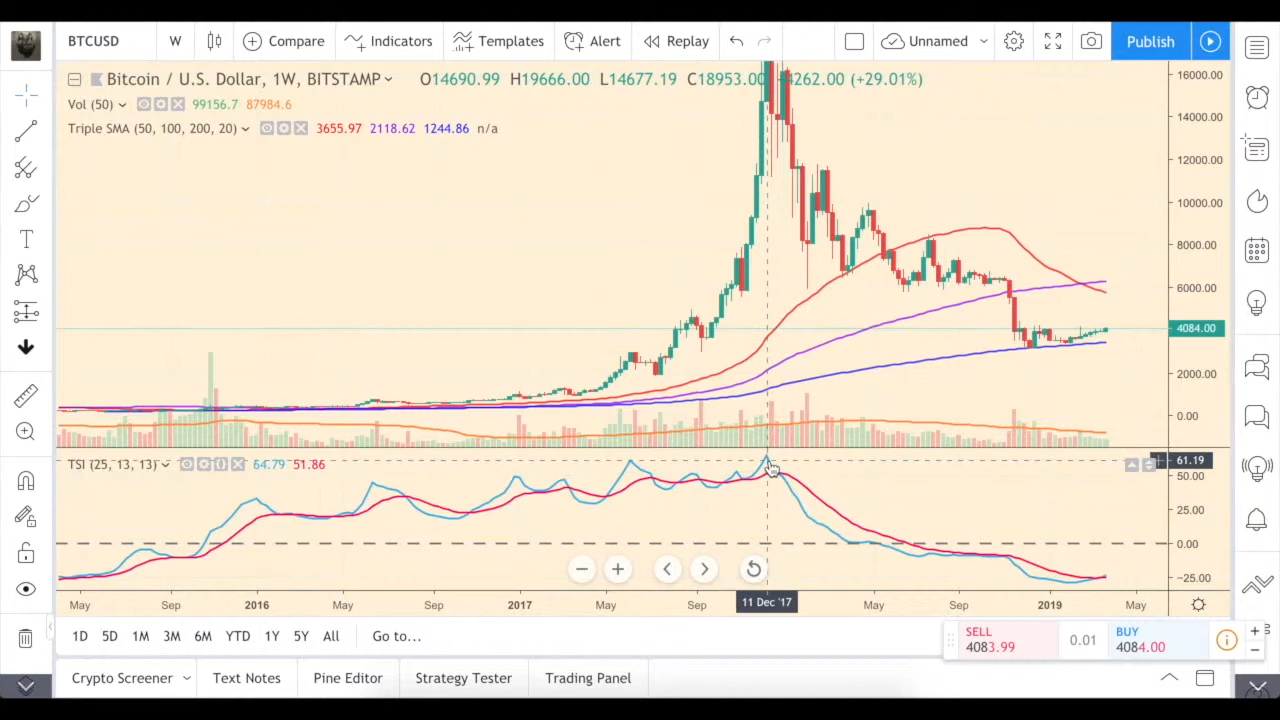 BTCUSD W Compare Indicators Templates Alert Replay Unnamed Publish
Bitcoin / U.S. Dollar, 1W, BITSTAMP O14690.99 H19666.00 L14677.19 C18953.00 4262.00 (+29.01%)
Vol (50) 99156.7 87984.6
Triple SMA (50, 100, 200, 20) 3655.97 2118.62 1244.86 n/a
16000.00
14000.00
12000.00
10000.00
8000.00
6000.00
4084.00
2000.00
0.00
TSI (25, 13, 13) 64.79 51.86
61.19
50.00
25.00
0.00
−25.00
May Sep 2016 May Sep 2017 May Sep 11 Dec '17 May Sep 2019 May
1D 5D 1M 3M 6M YTD 1Y 5Y All Go to...
SELL
4083.99
0.01
BUY
4084.00
Crypto Screener Text Notes Pine Editor Strategy Tester Trading Panel